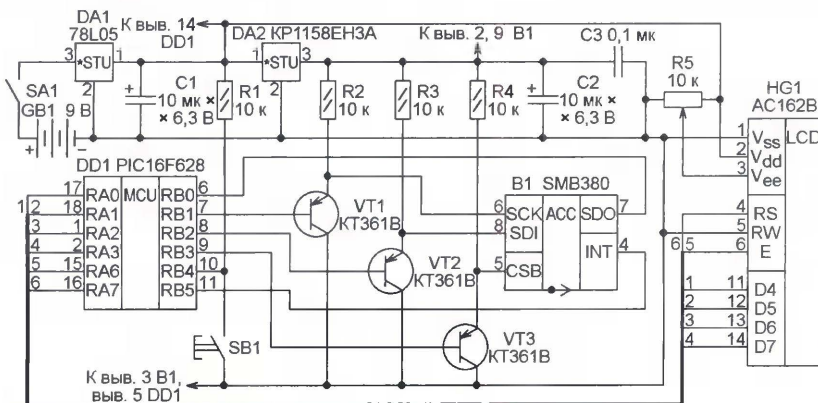 DA1
78L05
К выв. 14
DD1
DA2 КР1158ЕН3А
К выв. 2, 9 В1
C3 0,1 мк
3 *STU 1
2
3 *STU 1
2
SA1
GB1 9 В
+
C1
10 мк ×
× 6,3 В
R1
10 к
R2
10 к
R3
10 к
R4
10 к
C2
10 мк ×
× 6,3 В
R5
10 к
HG1
AC162B
LCD
1 Vss
2 Vdd
3 Vee
4 RS
5 RW
6 E
11 D4
12 D5
13 D6
14 D7
DD1 PIC16F628
MCU
1 17 RA0
2 18 RA1
3 1 RA2
4 2 RA3
5 15 RA6
6 16 RA7
RB0 6
RB1 7
RB2 8
RB3 9
RB4 10
RB5 11
VT1
КТ361В
VT2
КТ361В
VT3
КТ361В
B1 SMB380
6 SCK ACC SDO 7
8 SDI
INT 4
5 CSB
SB1
6 5
1
2
3
4
К выв. 3 В1,
выв. 5 DD1